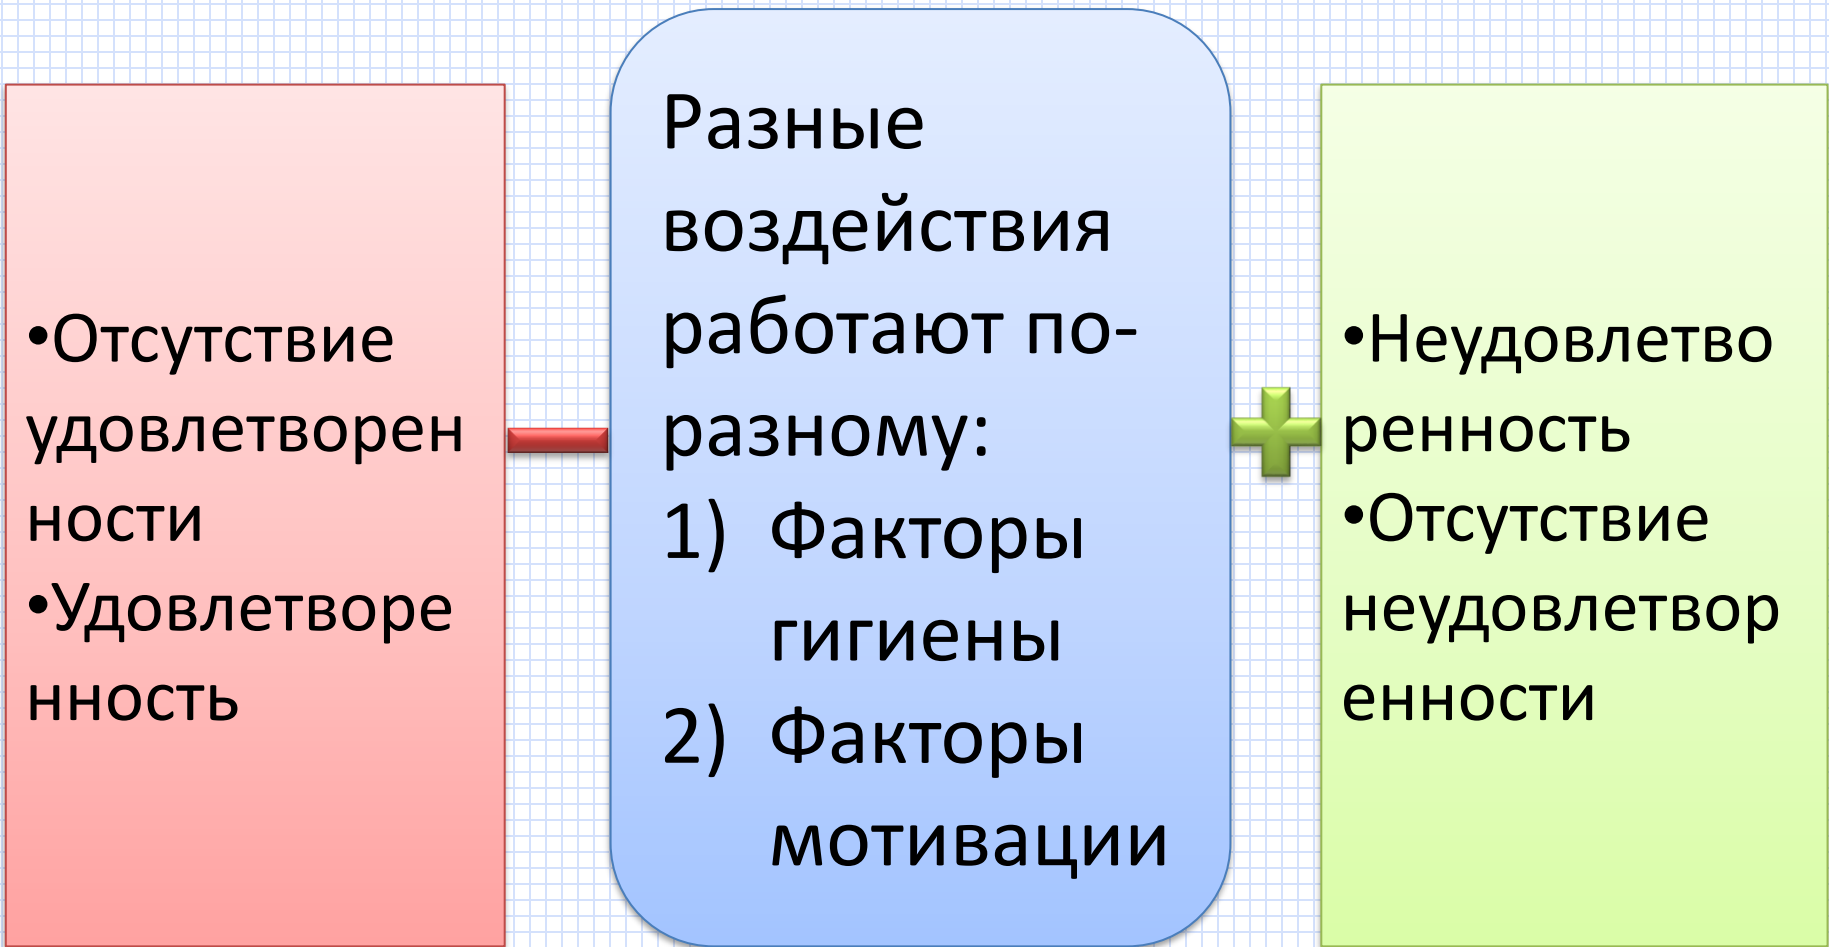 •Отсутствие
удовлетворен
ности
•Удовлетворе
нность
Разные
воздействия
работают по-
разному:
1) Факторы
гигиены
2) Факторы
мотивации
•Неудовлетво
ренность
•Отсутствие
неудовлетвор
енности